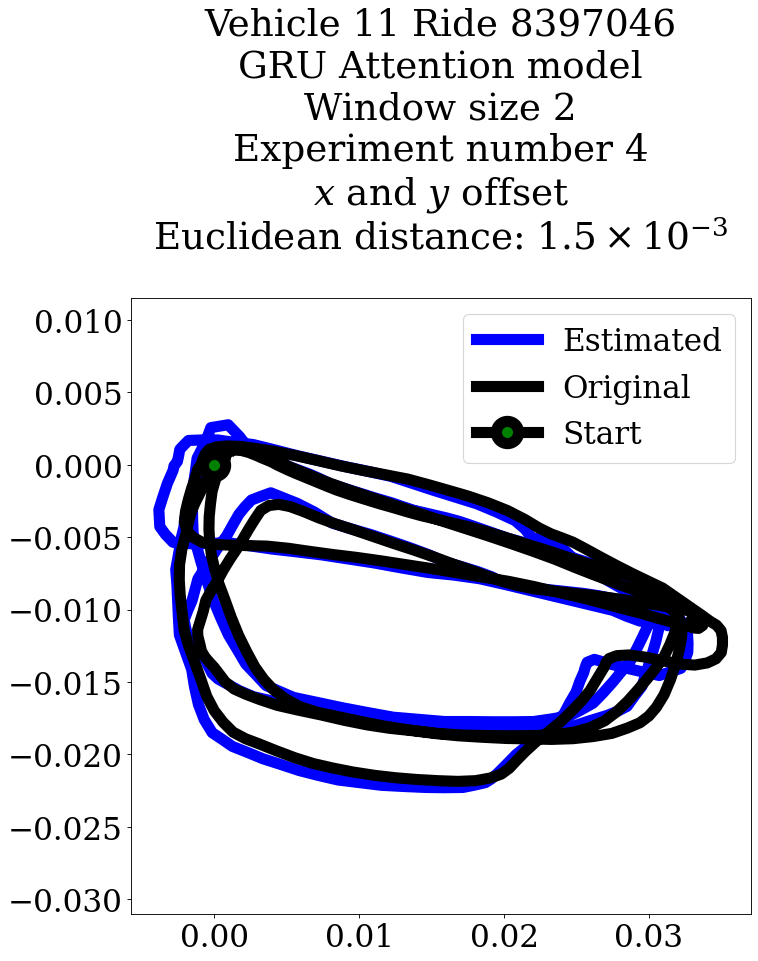 Vehicle 11 Ride 8397046
GRU Attention model
Window size 2
Experiment number 4
x and y offset
Euclidean distance: 1.5 × 10⁻³
Estimated
Original
Start
0.010
0.005
0.000
−0.005
−0.010
−0.015
−0.020
−0.025
−0.030
0.00 0.01 0.02 0.03